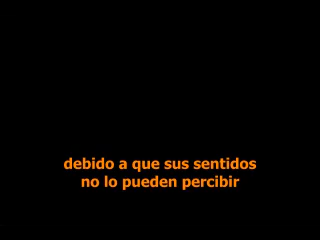 debido a que sus sentidos
no lo pueden percibir